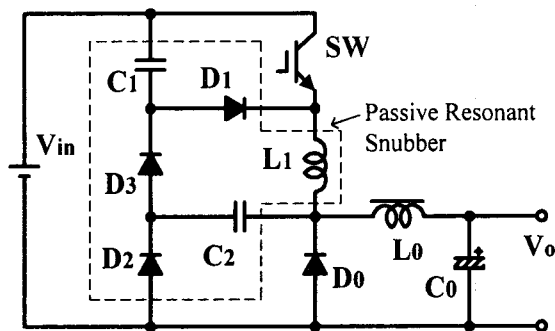 SW
C1
D1
Passive Resonant
Snubber
Vin
L1
D3
D2
C2
D0
L0
C0
Vo
+